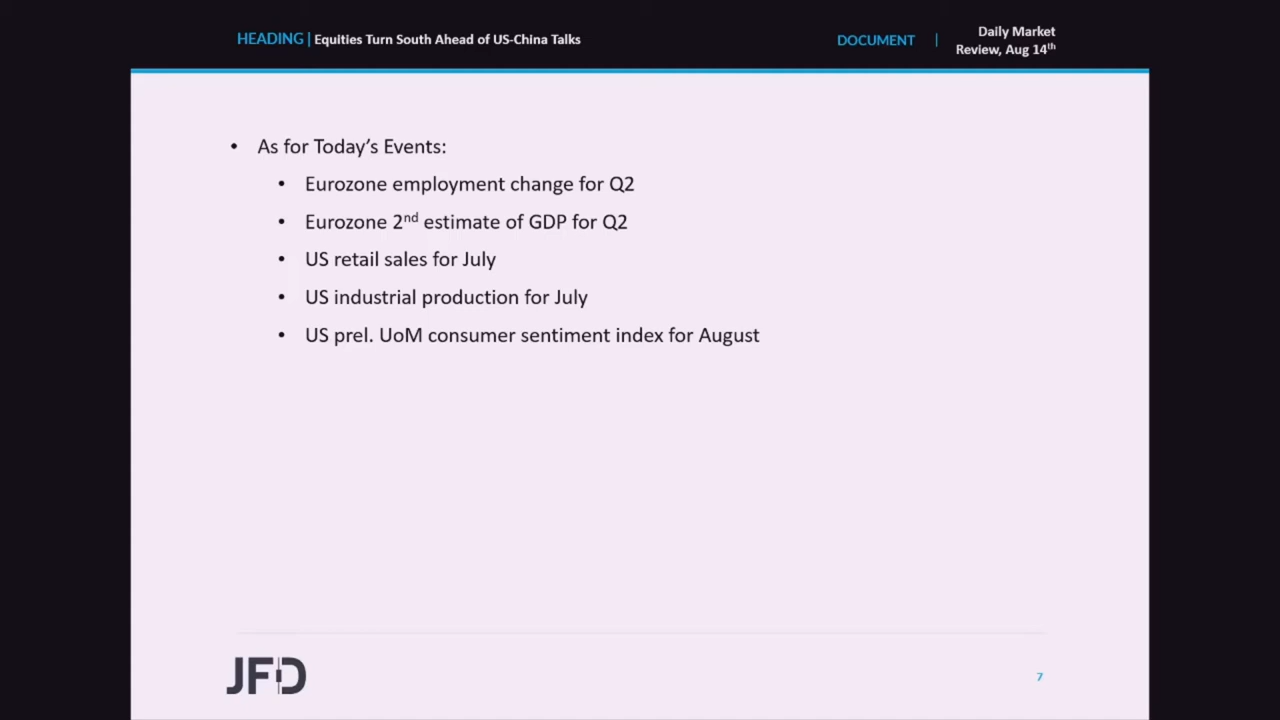 HEADING | Equities Turn South Ahead of US-China Talks
DOCUMENT | Daily Market
Review, Aug 14th
• As for Today’s Events:
• Eurozone employment change for Q2
• Eurozone 2nd estimate of GDP for Q2
• US retail sales for July
• US industrial production for July
• US prel. UoM consumer sentiment index for August
JFD
7